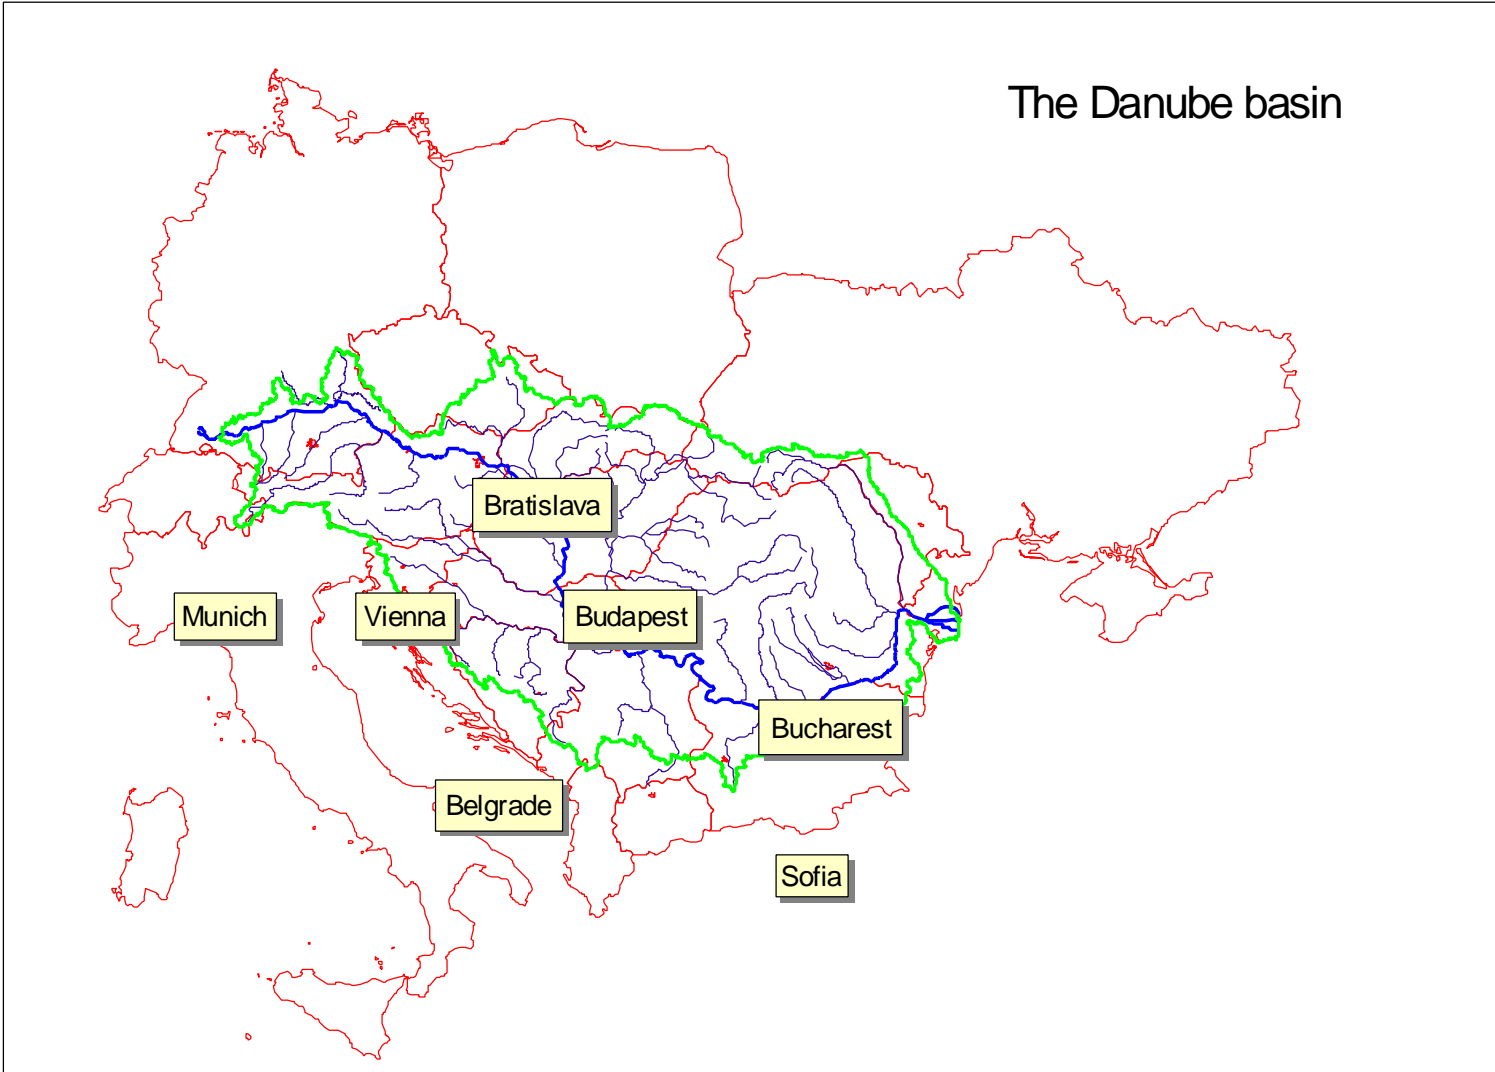 The Danube basin
Bratislava
Munich
Vienna
Budapest
Bucharest
Belgrade
Sofia